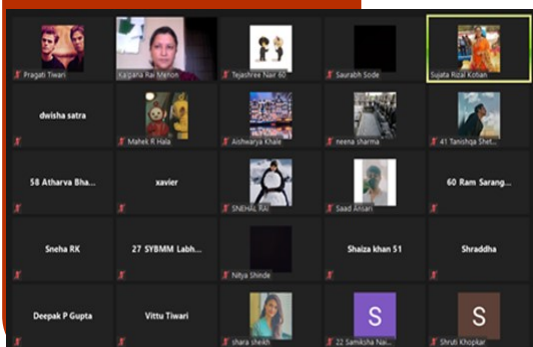 Pragati Tiwari
Kalpana Rai Menon
Tejashree Nair 60
Saurabh Sode
Sujata Rizal Kotian
dwisha satra
Mahek R Hala
Aishwarya Khale
neena sharma
41 Tanishqa Shet...
58 Atharva Bha...
xavier
SNEHAL RAI
Saad Ansari
60 Ram Sarang...
Sneha RK
27 SYBMM Labh...
Nitya Shinde
Shaiza khan 51
Shraddha
Deepak P Gupta
Vittu Tiwari
shara sheikh
S
22 Samiksha Nai...
S
Shruti Khopkar